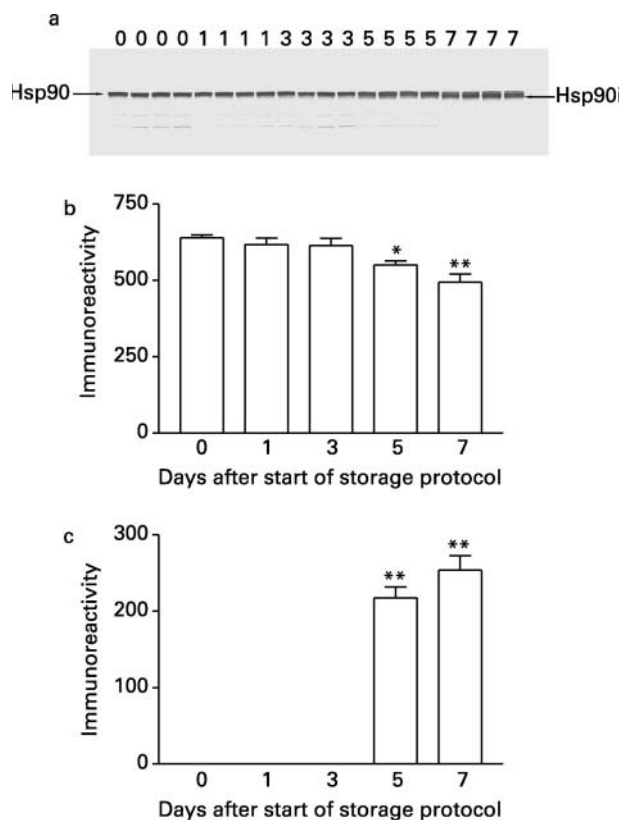 a
0 0 0 0 1 1 1 1 3 3 3 3 5 5 5 5 7 7 7 7
Hsp90
Hsp90i
b
750
500
250
0
Immunoreactivity
*
**
0 1 3 5 7
Days after start of storage protocol
c
300
200
100
0
Immunoreactivity
**
**
0 1 3 5 7
Days after start of storage protocol